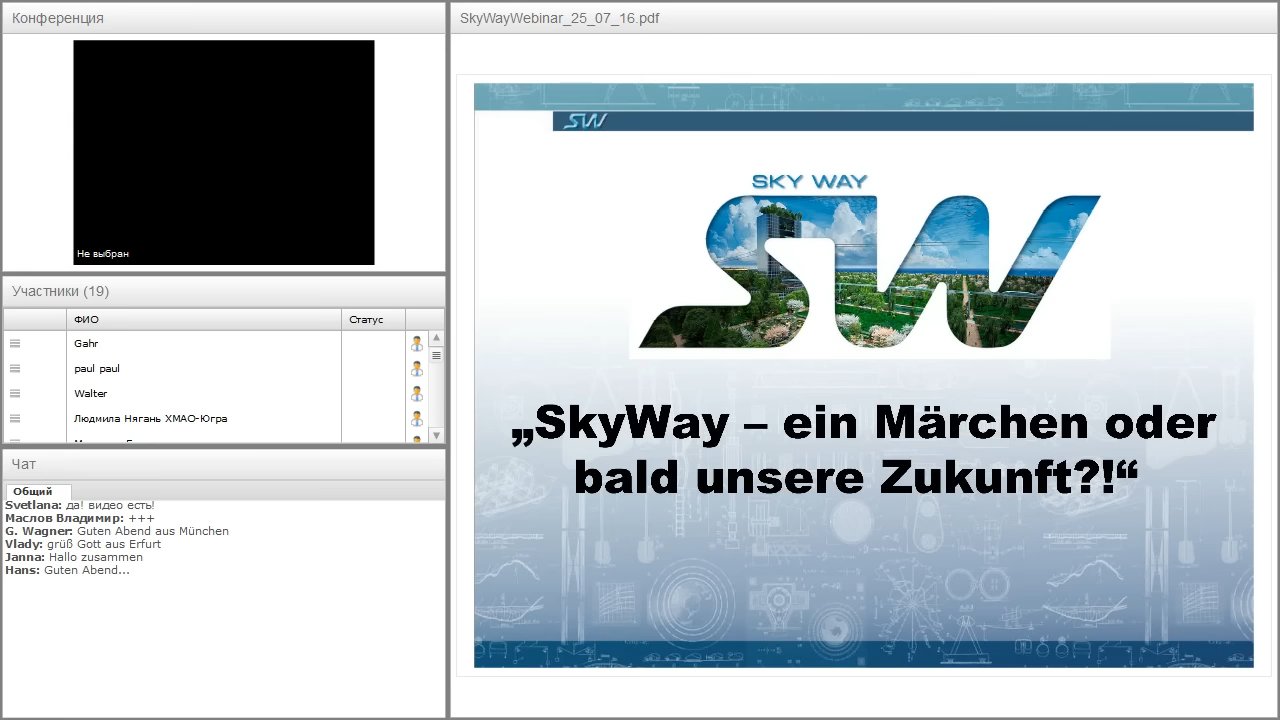 Конференция
Не выбран
Участники (19)
ФИО Статус
Gahr
paul paul
Walter
Людмила Нягань ХМАО-Югра
Чат
Общий
Svetlana: да! видео есть!
Маслов Владимир: +++
G. Wagner: Guten Abend aus München
Vlady: grüß Gott aus Erfurt
Janna: Hallo zusammen
Hans: Guten Abend...
SkyWayWebinar_25_07_16.pdf
SW
SKY WAY
SW
„SkyWay – ein Märchen oder
bald unsere Zukunft?!“